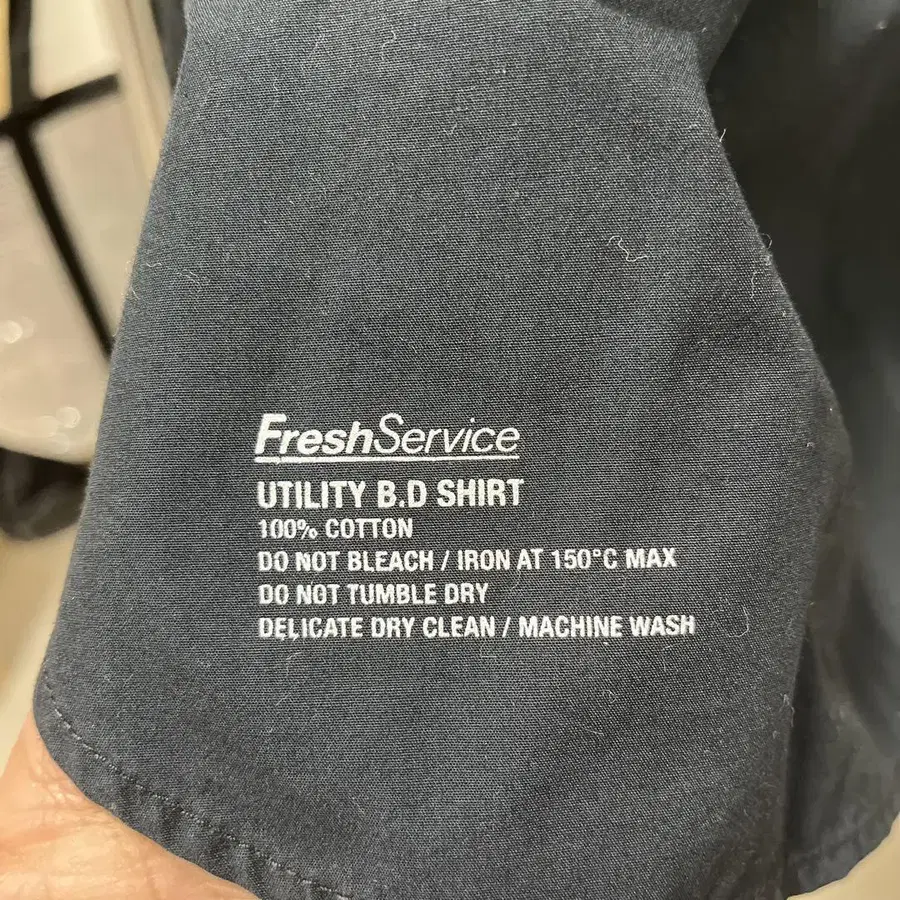 FreshService
UTILITY B.D SHIRT
100% COTTON
DO NOT BLEACH / IRON AT 150°C MAX
DO NOT TUMBLE DRY
DELICATE DRY CLEAN / MACHINE WASH